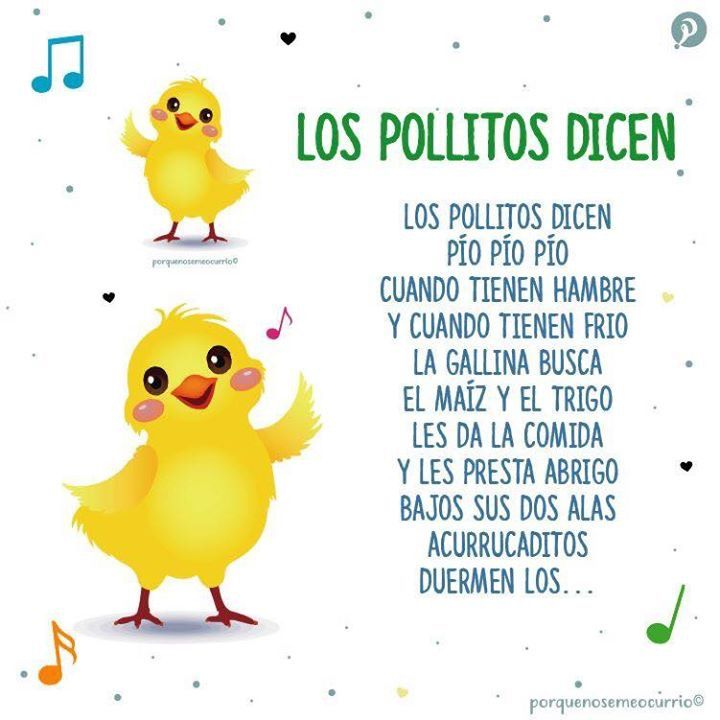 LOS POLLITOS DICEN
LOS POLLITOS DICEN
PÍO PÍO PÍO
CUANDO TIENEN HAMBRE
Y CUANDO TIENEN FRIO
LA GALLINA BUSCA
EL MAÍZ Y EL TRIGO
LES DA LA COMIDA
Y LES PRESTA ABRIGO
BAJOS SUS DOS ALAS
ACURRUCADITOS
DUERMEN LOS...
porquenosemeocurrio©
porquenosemeocurrio©